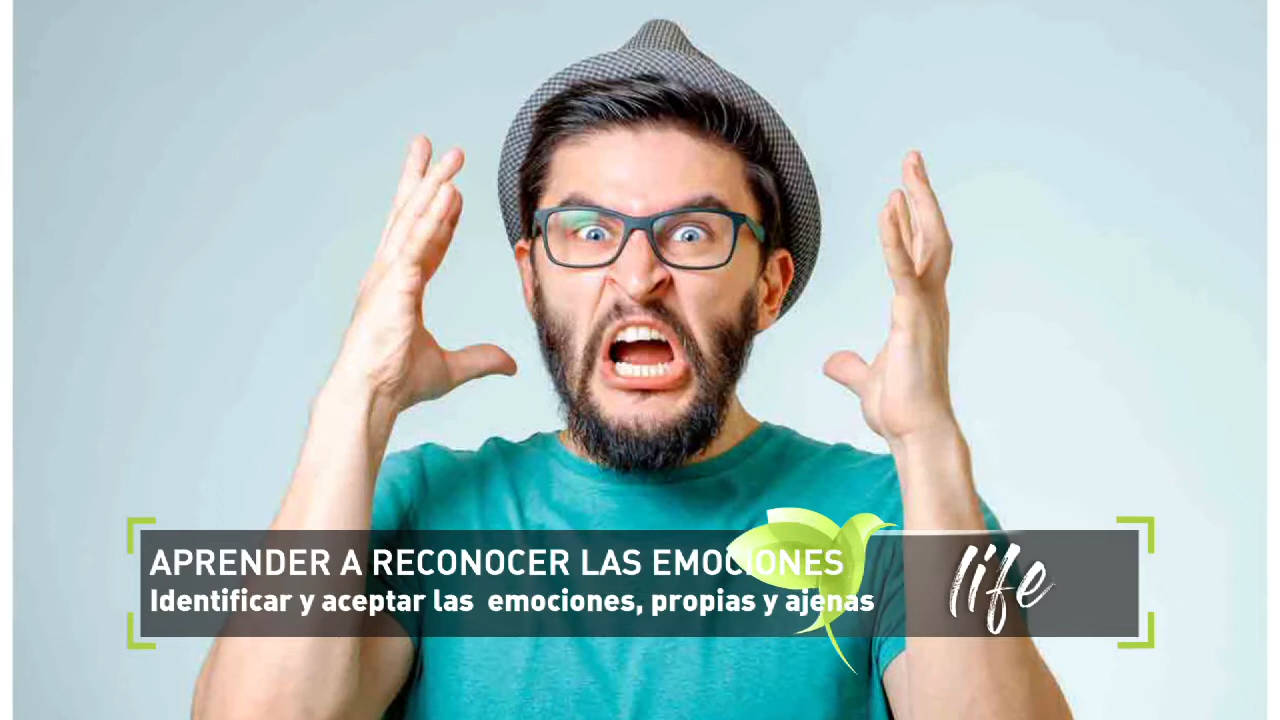 APRENDER A RECONOCER LAS EMOCIONES
Identificar y aceptar las  emociones, propias y ajenas
life